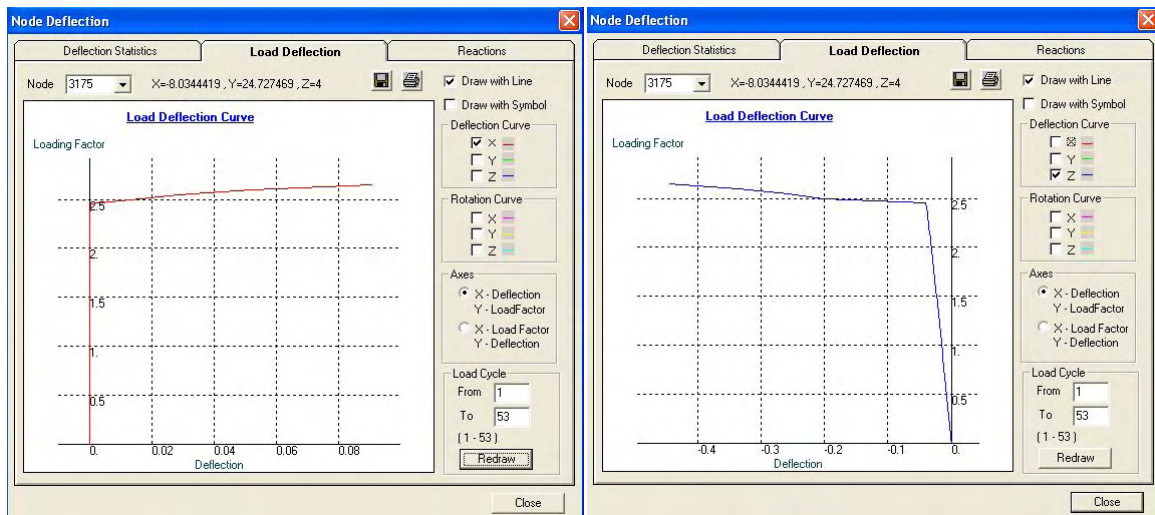 Node Deflection
Deflection Statistics Load Deflection Reactions
Node 3175 X=-8.0344419 , Y=24.727469 , Z=4
Draw with Line
Draw with Symbol
Load Deflection Curve
Loading Factor
Deflection Curve
X
Y
Z
Rotation Curve
X
Y
Z
Axes
X - Deflection
Y - LoadFactor
X - Load Factor
Y - Deflection
Load Cycle
From 1
To 53
( 1 - 53 )
Redraw
2.5
2.
1.5
1.
0.5
0. 0.02 0.04 0.06 0.08
Deflection
Close
Node Deflection
Deflection Statistics Load Deflection Reactions
Node 3175 X=-8.0344419 , Y=24.727469 , Z=4
Draw with Line
Draw with Symbol
Load Deflection Curve
Loading Factor
Deflection Curve
X
Y
Z
Rotation Curve
X
Y
Z
Axes
X - Deflection
Y - LoadFactor
X - Load Factor
Y - Deflection
Load Cycle
From 1
To 53
( 1 - 53 )
Redraw
2.5
2.
1.5
1.
0.5
-0.4 -0.3 -0.2 -0.1 0.
Deflection
Close